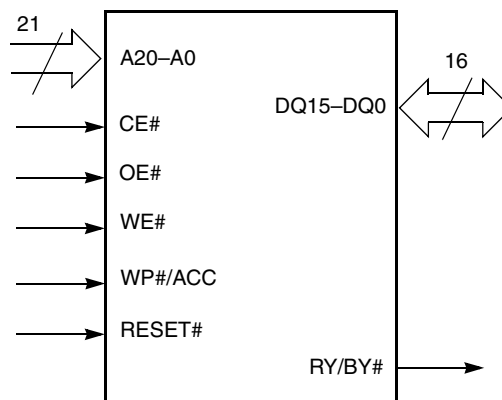 21
A20–A0
16
DQ15–DQ0
CE#
OE#
WE#
WP#/ACC
RESET#
RY/BY#